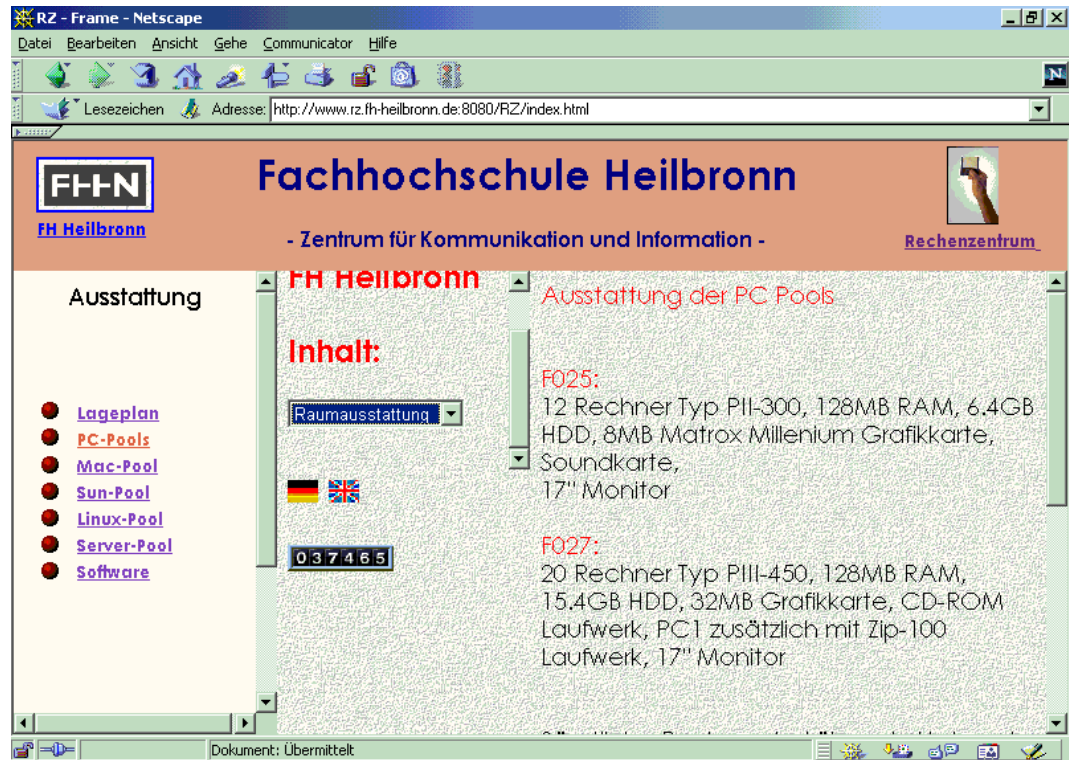 RZ - Frame - Netscape
Datei Bearbeiten Ansicht Gehe Communicator Hilfe
N
Lesezeichen Adresse: http://www.rz.fh-heilbronn.de:8080/RZ/index.html
FHN
FH Heilbronn
Fachhochschule Heilbronn
- Zentrum für Kommunikation und Information -
Rechenzentrum
Ausstattung
Lageplan
PC-Pools
Mac-Pool
Sun-Pool
Linux-Pool
Server-Pool
Software
FH Heilbronn
Inhalt:
Raumausstattung
037465
Ausstattung der PC Pools
F025:
12 Rechner Typ PII-300, 128MB RAM, 6.4GB
HDD, 8MB Matrox Millenium Grafikkarte,
Soundkarte,
17" Monitor
F027:
20 Rechner Typ PIII-450, 128MB RAM,
15.4GB HDD, 32MB Grafikkarte, CD-ROM
Laufwerk, PC1 zusätzlich mit Zip-100
Laufwerk, 17" Monitor
Dokument: Übermittelt